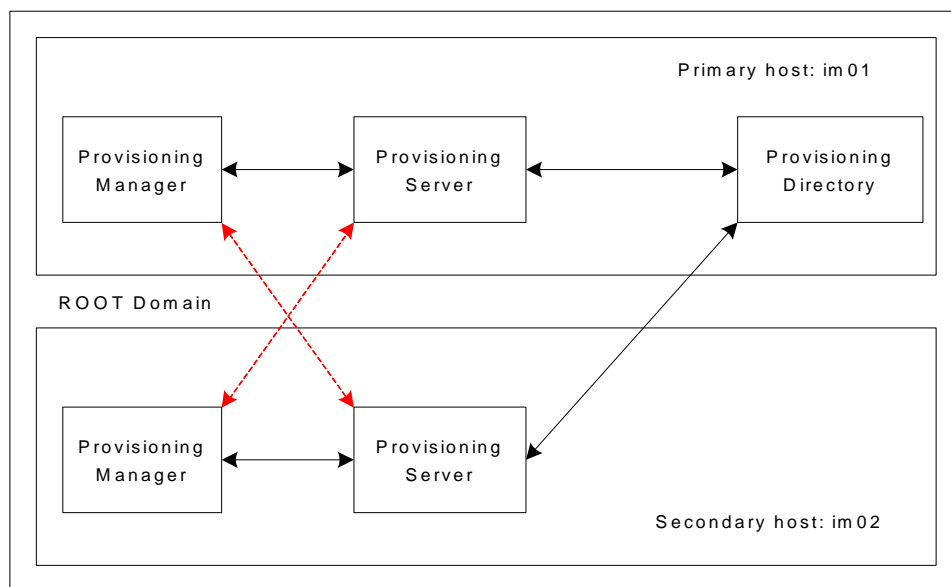 Primary host: im01
Provisioning
Manager
Provisioning
Server
Provisioning
Directory
ROOT Domain
Provisioning
Manager
Provisioning
Server
Secondary host: im02